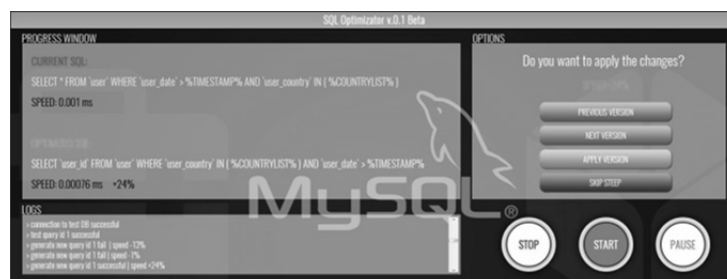 SQL Optimizator v.0.1 Beta
PROGRESS WINDOW
CURRENT SQL:
SELECT * FROM `user` WHERE `user_date` > %TIMESTAMP% AND `user_country` IN ( %COUNTRYLIST% )
SPEED: 0.001 ms
OPTIMIZED SQL:
SELECT `user_id` FROM `user` WHERE `user_country` IN ( %COUNTRYLIST% ) AND `user_date` > %TIMESTAMP%
SPEED: 0.00076 ms +24%
LOGS
> connection to test DB successful
> test query id 1 successful
> generate new query id 1 fail | speed -13%
> generate new query id 1 fail | speed -7%
> generate new query id 1 successful | speed +24%
MySQL®
OPTIONS
Do you want to apply the changes?
PREVIOUS VERSION
NEXT VERSION
APPLY VERSION
SKIP STEEP
STOP
START
PAUSE